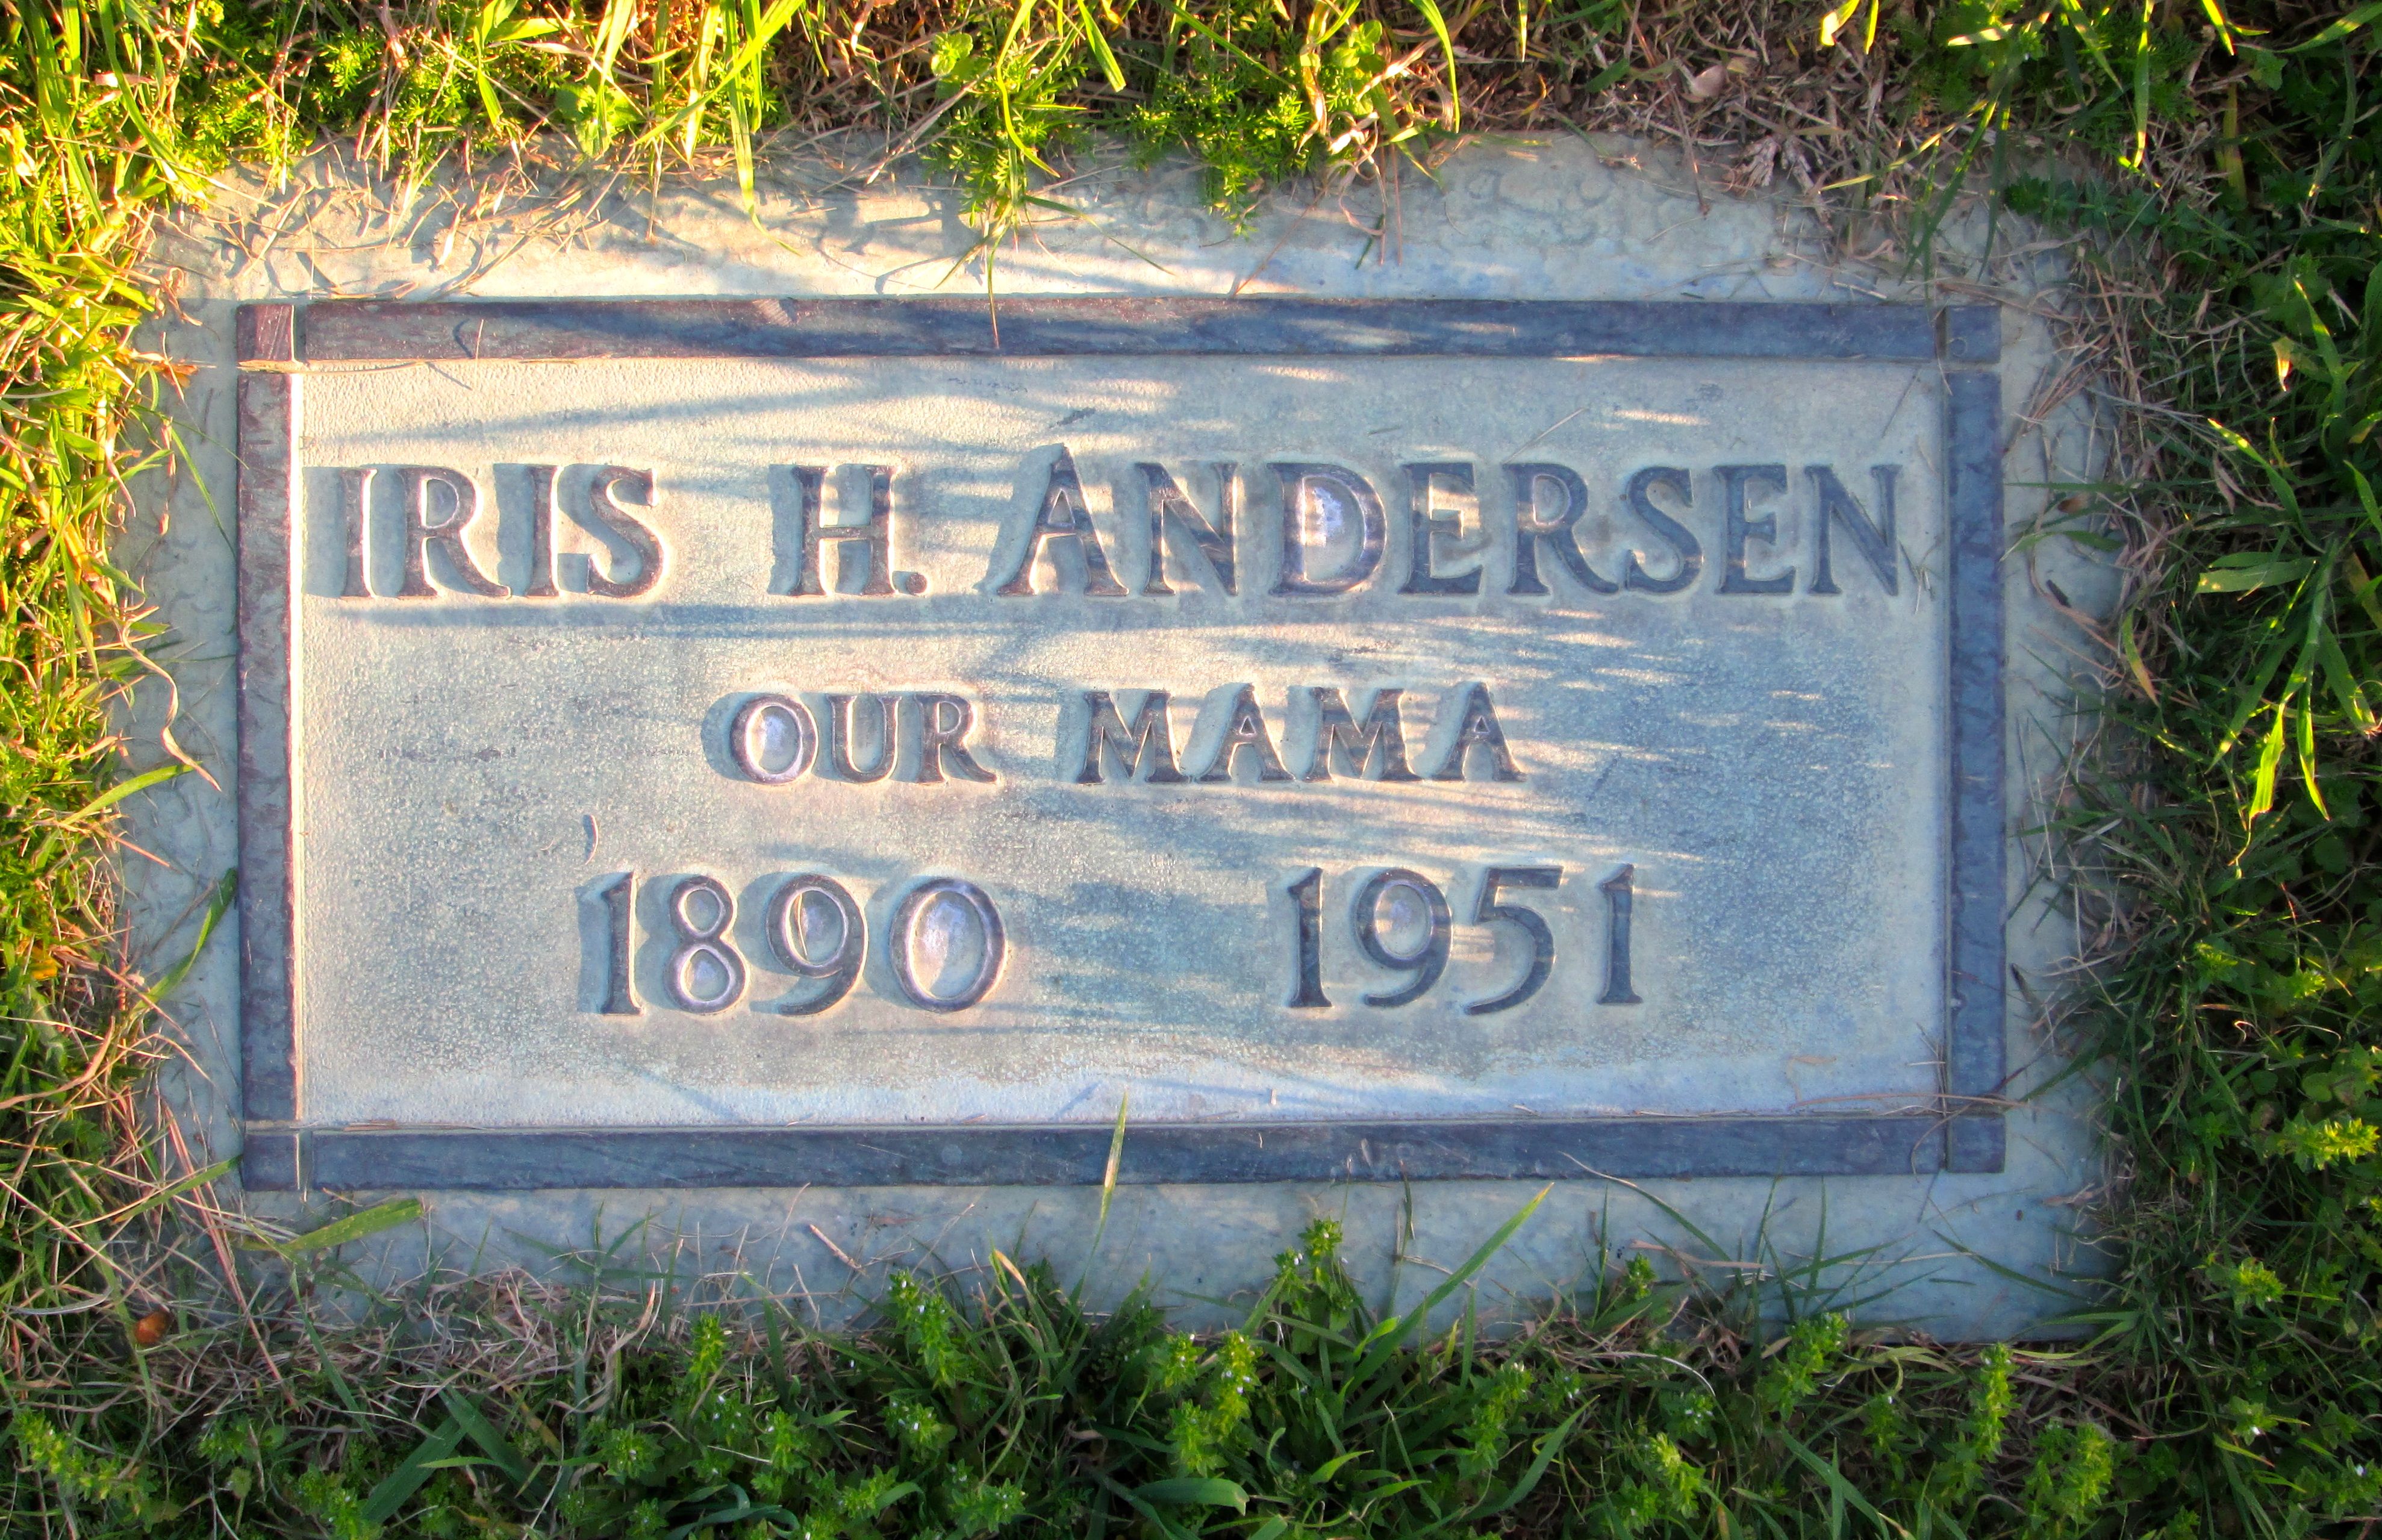 IRIS H. ANDERSEN
OUR MAMA
1890 1951